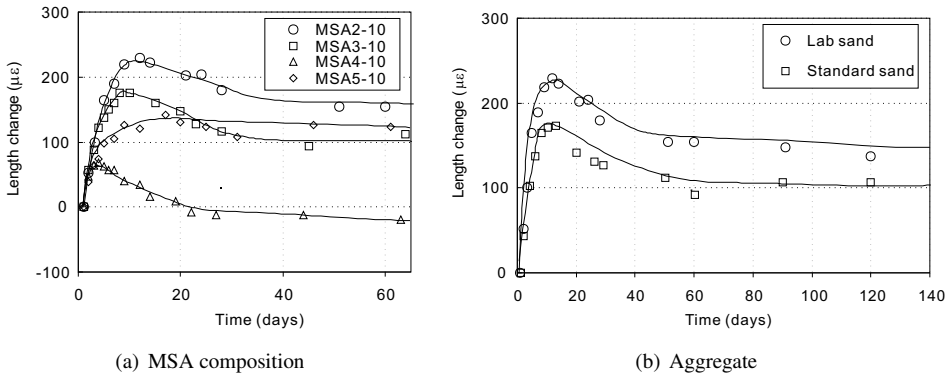 300
200
100
0
-100
Length change (με)
0
20
40
60
Time (days)
MSA2-10
MSA3-10
MSA4-10
MSA5-10
(a) MSA composition
300
200
100
0
Length change (με)
0
20
40
60
80
100
120
140
Time (days)
Lab sand
Standard sand
(b) Aggregate